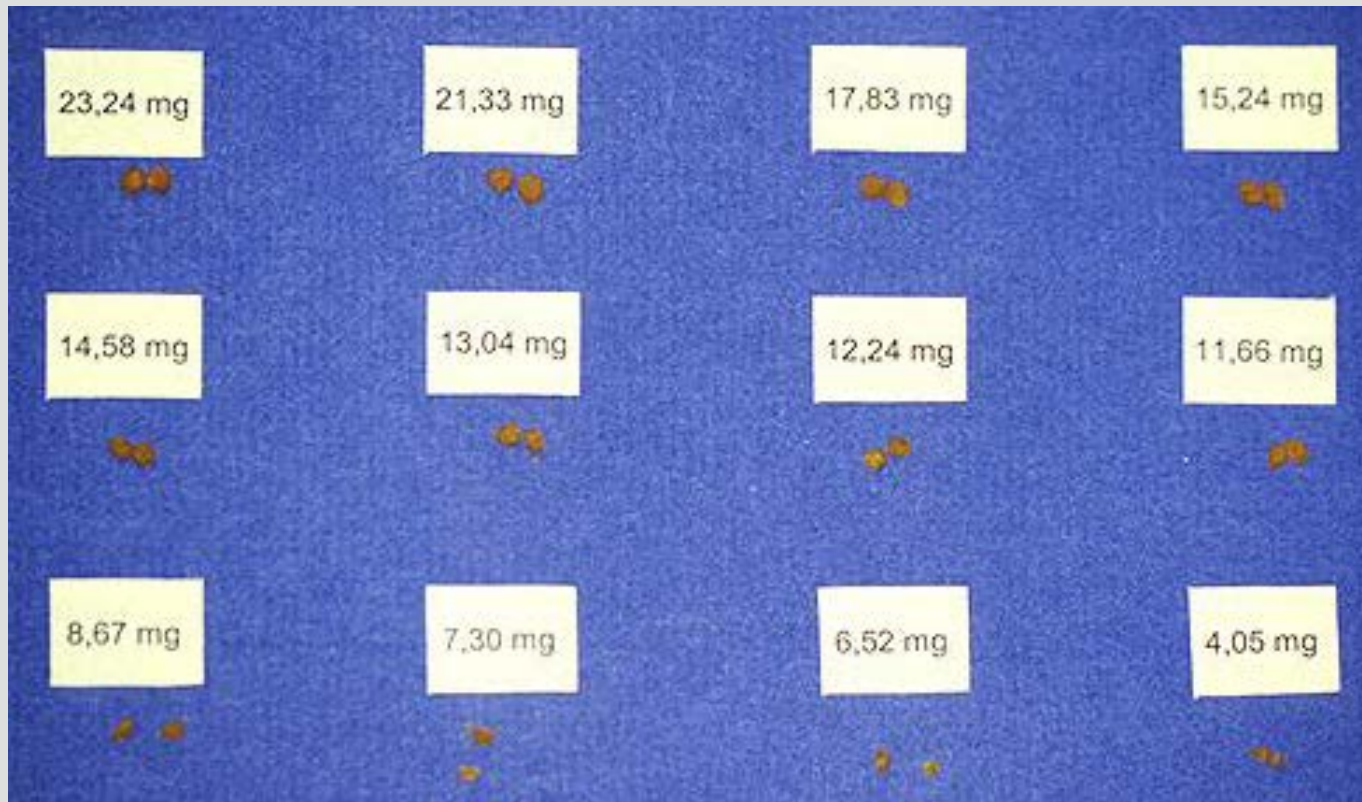 23,24 mg
21,33 mg
17,83 mg
15,24 mg
14,58 mg
13,04 mg
12,24 mg
11,66 mg
8,67 mg
7,30 mg
6,52 mg
4,05 mg